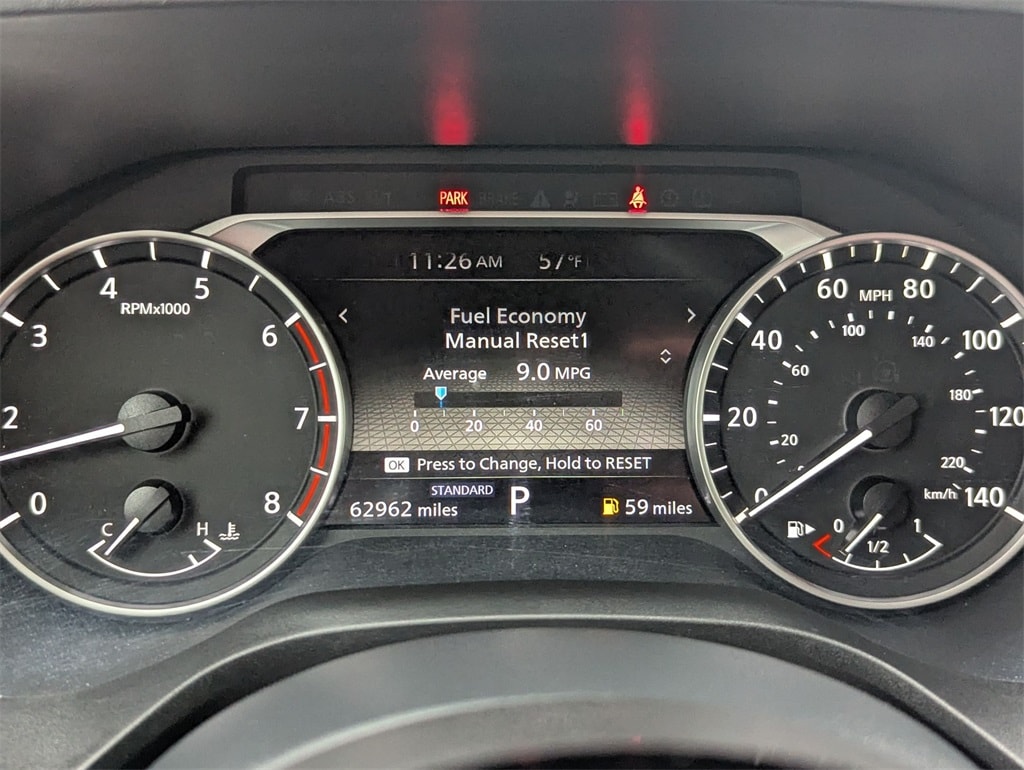 PARK
11:26 AM 57°F
< Fuel Economy >
Manual Reset1
Average 9.0 MPG
0 20 40 60
OK Press to Change, Hold to RESET
STANDARD
62962 miles P 59 miles
RPMx1000
0 2 3 4 5 6 7 8
C H
MPH
0 20 40 60 80 100 120 140
20 60 100 140 180 220
km/h
0 1/2 1